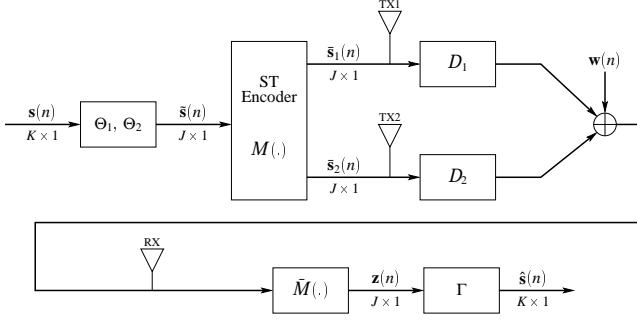 TX1
s̄₁(n)
J × 1
D₁
w(n)
ST
Encoder
M(.)
s(n)
K × 1
Θ₁, Θ₂
s̃(n)
J × 1
TX2
s̄₂(n)
J × 1
D₂
RX
M̄(.)
z(n)
J × 1
Γ
ŝ(n)
K × 1